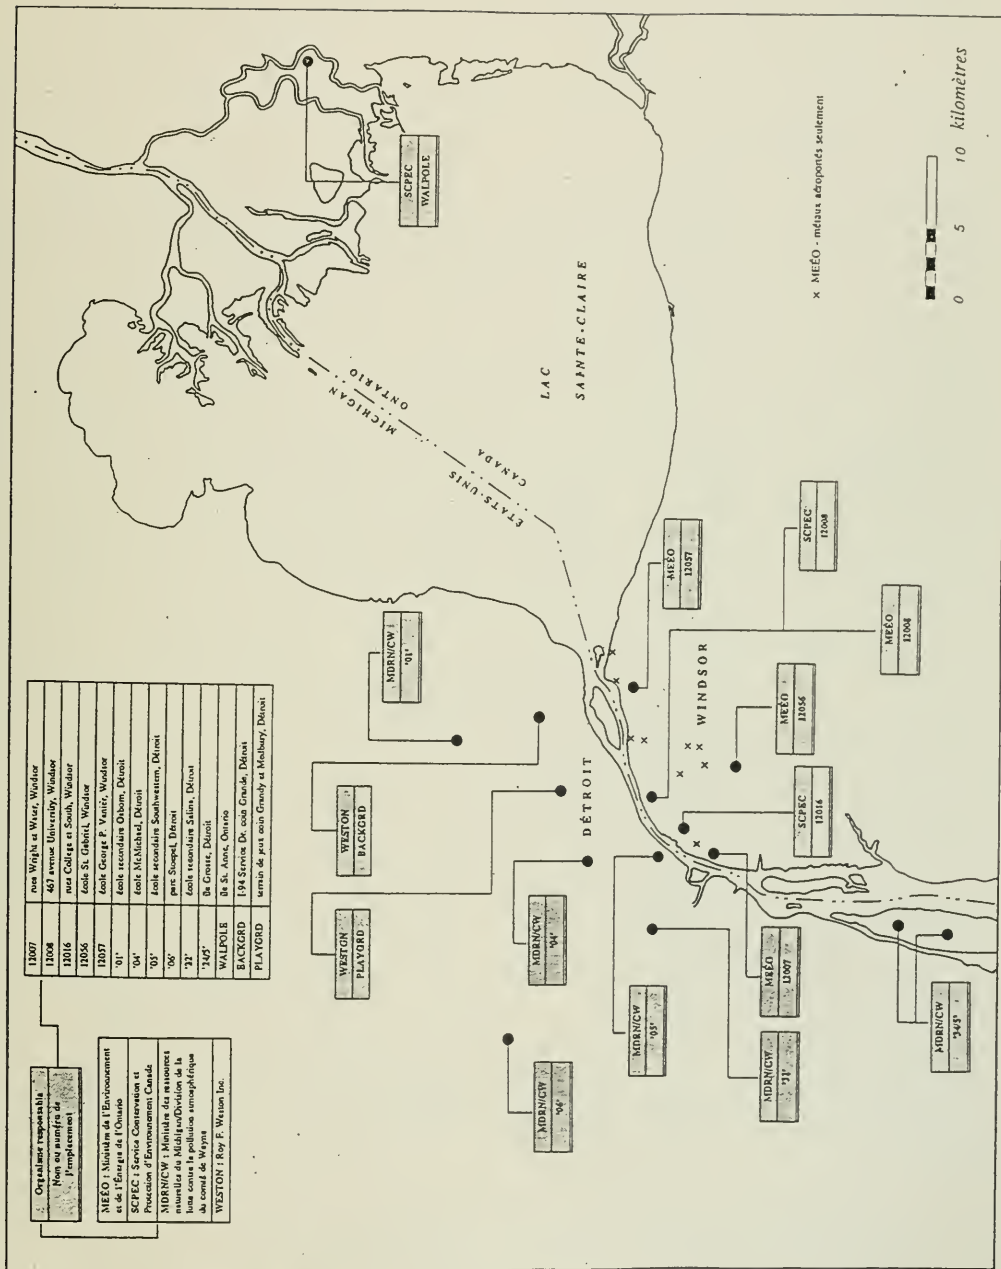 Organisme responsable
Nom ou numéro de
l'emplacement
MEÉO : Ministère de l'Environnement
et de l'Énergie de l'Ontario
SCPEC : Service Conservation et
Protection d'Environnement Canada
MDRN/CW : Ministère des ressources
naturelles du Michigan/Division de la
lutte contre la pollution atmosphérique
du comté de Wayne
WESTON : Roy F. Weston Inc.
12007 rues Wright et Water, Windsor
12008 467 avenue University, Windsor
12016 rues College et South, Windsor
12056 école St. Gabriel, Windsor
12057 école George P. Vanier, Windsor
'01' école secondaire Osborn, Détroit
'04' école McMichael, Détroit
'05' école secondaire Southwestern, Détroit
'06' parc Détroit
'22' école secondaire Salina, Détroit
'24/5' Ile Grosse, Détroit
WALPOLE Ile St. Anne, Ontario
BACKGRD I-94 Service Dr. coin Grande, Détroit
PLAYGRD terrain de jeux coin Grandy et Détroit
WESTON
PLAYGRD
WESTON
BACKGRD
MDRN/CW
'01'
SCPEC
WALPOLE
MICHIGAN
ONTARIO
ÉTATS-UNIS
CANADA
LAC
SAINTE-CLAIRE
MDRN/CW
'06'
MDRN/CW
'04'
DÉTROIT
MEÉO
12057
MDRN/CW
'05'
WINDSOR
SCPEC
12008
MDRN/CW
MEÉO
12007
SCPEC
12016
MEÉO
12056
MEÉO
12008
MDRN/CW
x MEÉO - métaux aéroportés seulement
0 5 10 kilomètres